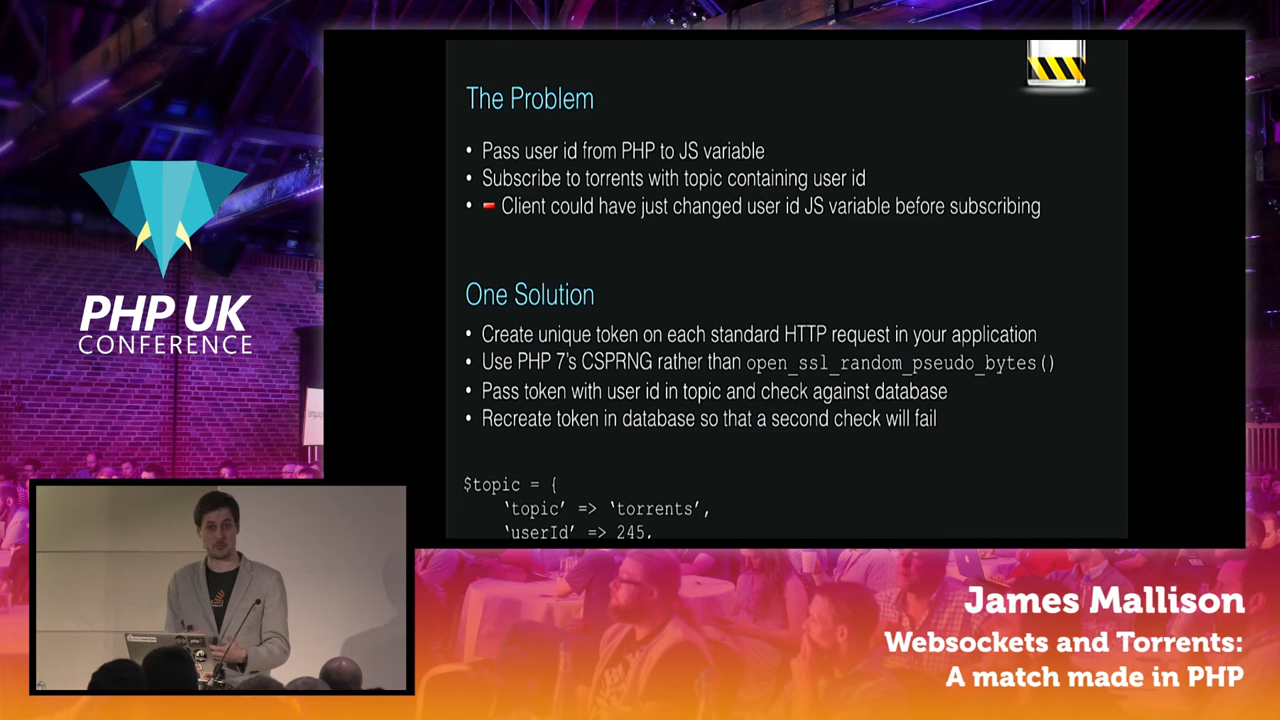 The Problem
• Pass user id from PHP to JS variable
• Subscribe to torrents with topic containing user id
• Client could have just changed user id JS variable before subscribing
One Solution
• Create unique token on each standard HTTP request in your application
• Use PHP 7’s CSPRNG rather than open_ssl_random_pseudo_bytes()
• Pass token with user id in topic and check against database
• Recreate token in database so that a second check will fail
$topic = {
‘topic’ => ‘torrents’,
‘userId’ => 245,
PHP UK
CONFERENCE
James Mallison
Websockets and Torrents:
A match made in PHP